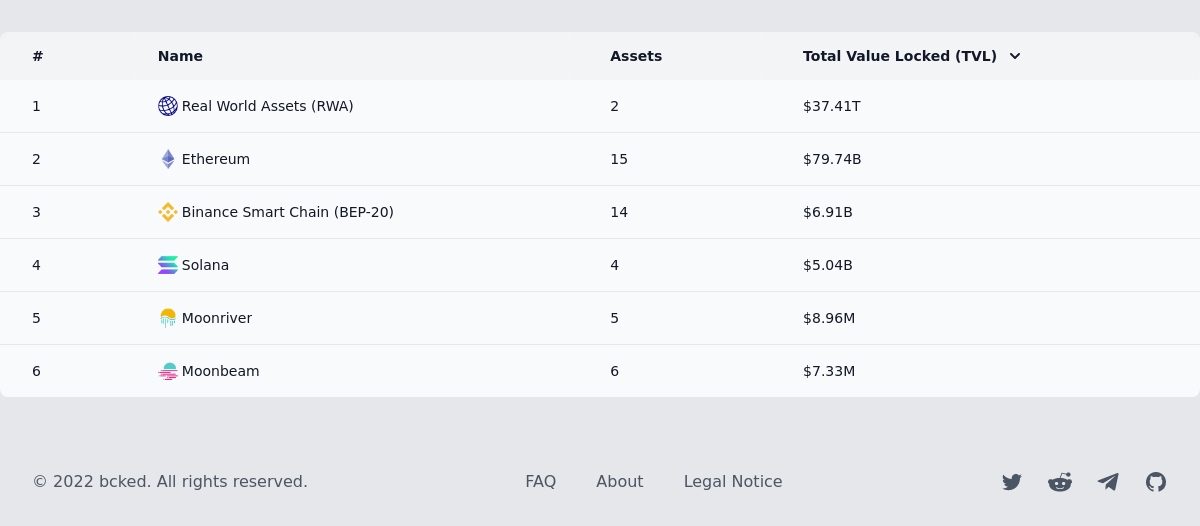 # Name Assets Total Value Locked (TVL)
1 Real World Assets (RWA) 2 $37.41T
2 Ethereum 15 $79.74B
3 Binance Smart Chain (BEP-20) 14 $6.91B
4 Solana 4 $5.04B
5 Moonriver 5 $8.96M
6 Moonbeam 6 $7.33M
© 2022 bcked. All rights reserved. FAQ About Legal Notice